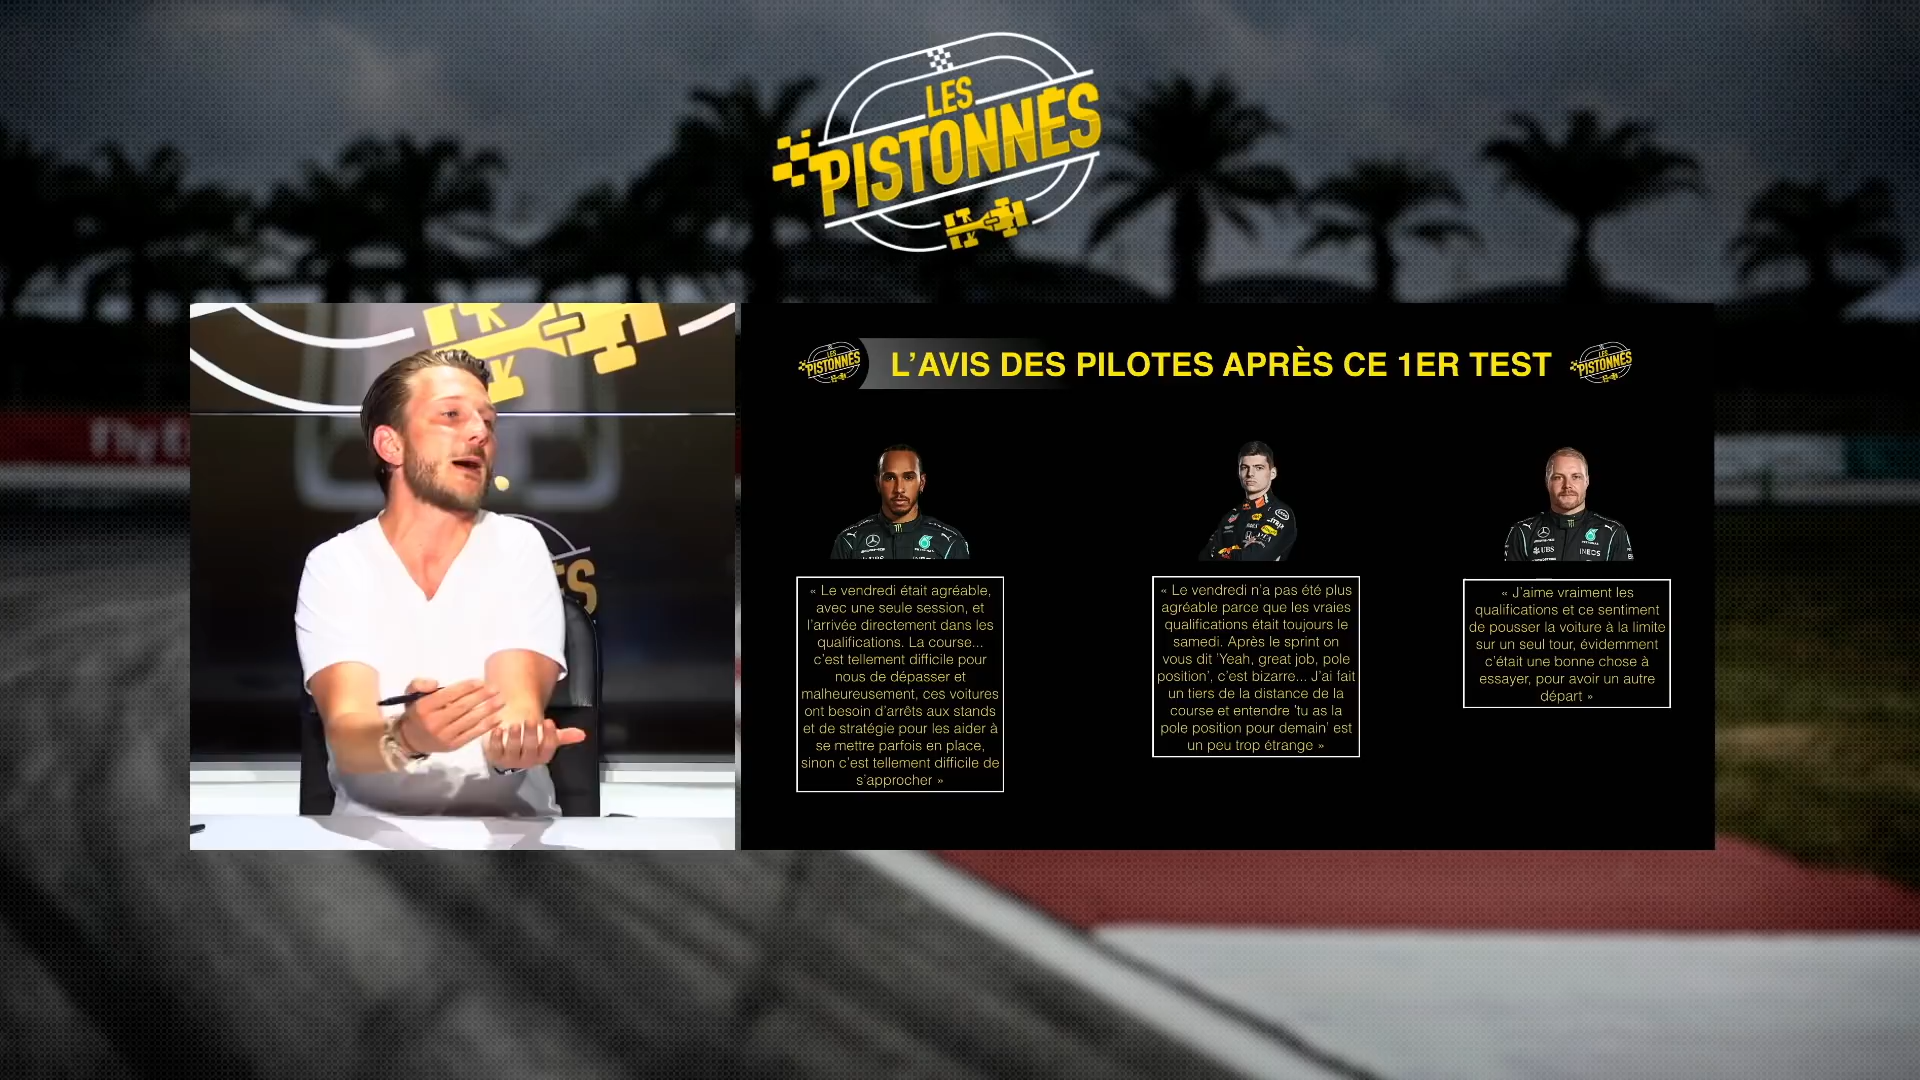 LES
PISTONNÉS
Fly E
S
LES
PISTONNÉS
L'AVIS DES PILOTES APRÈS CE 1ER TEST
LES
PISTONNÉS
UBS
INEOS
« Le vendredi était agréable,
avec une seule session, et
l'arrivée directement dans les
qualifications. La course...
c'est tellement difficile pour
nous de dépasser et
malheureusement, ces voitures
ont besoin d'arrêts aux stands
et de stratégie pour les aider à
se mettre parfois en place,
sinon c'est tellement difficile de
s'approcher »
« Le vendredi n'a pas été plus
agréable parce que les vraies
qualifications était toujours le
samedi. Après le sprint on
vous dit 'Yeah, great job, pole
position', c'est bizarre... J'ai fait
un tiers de la distance de la
course et entendre 'tu as la
pole position pour demain' est
un peu trop étrange »
« J'aime vraiment les
qualifications et ce sentiment
de pousser la voiture à la limite
sur un seul tour, évidemment
c'était une bonne chose à
essayer, pour avoir un autre
départ »